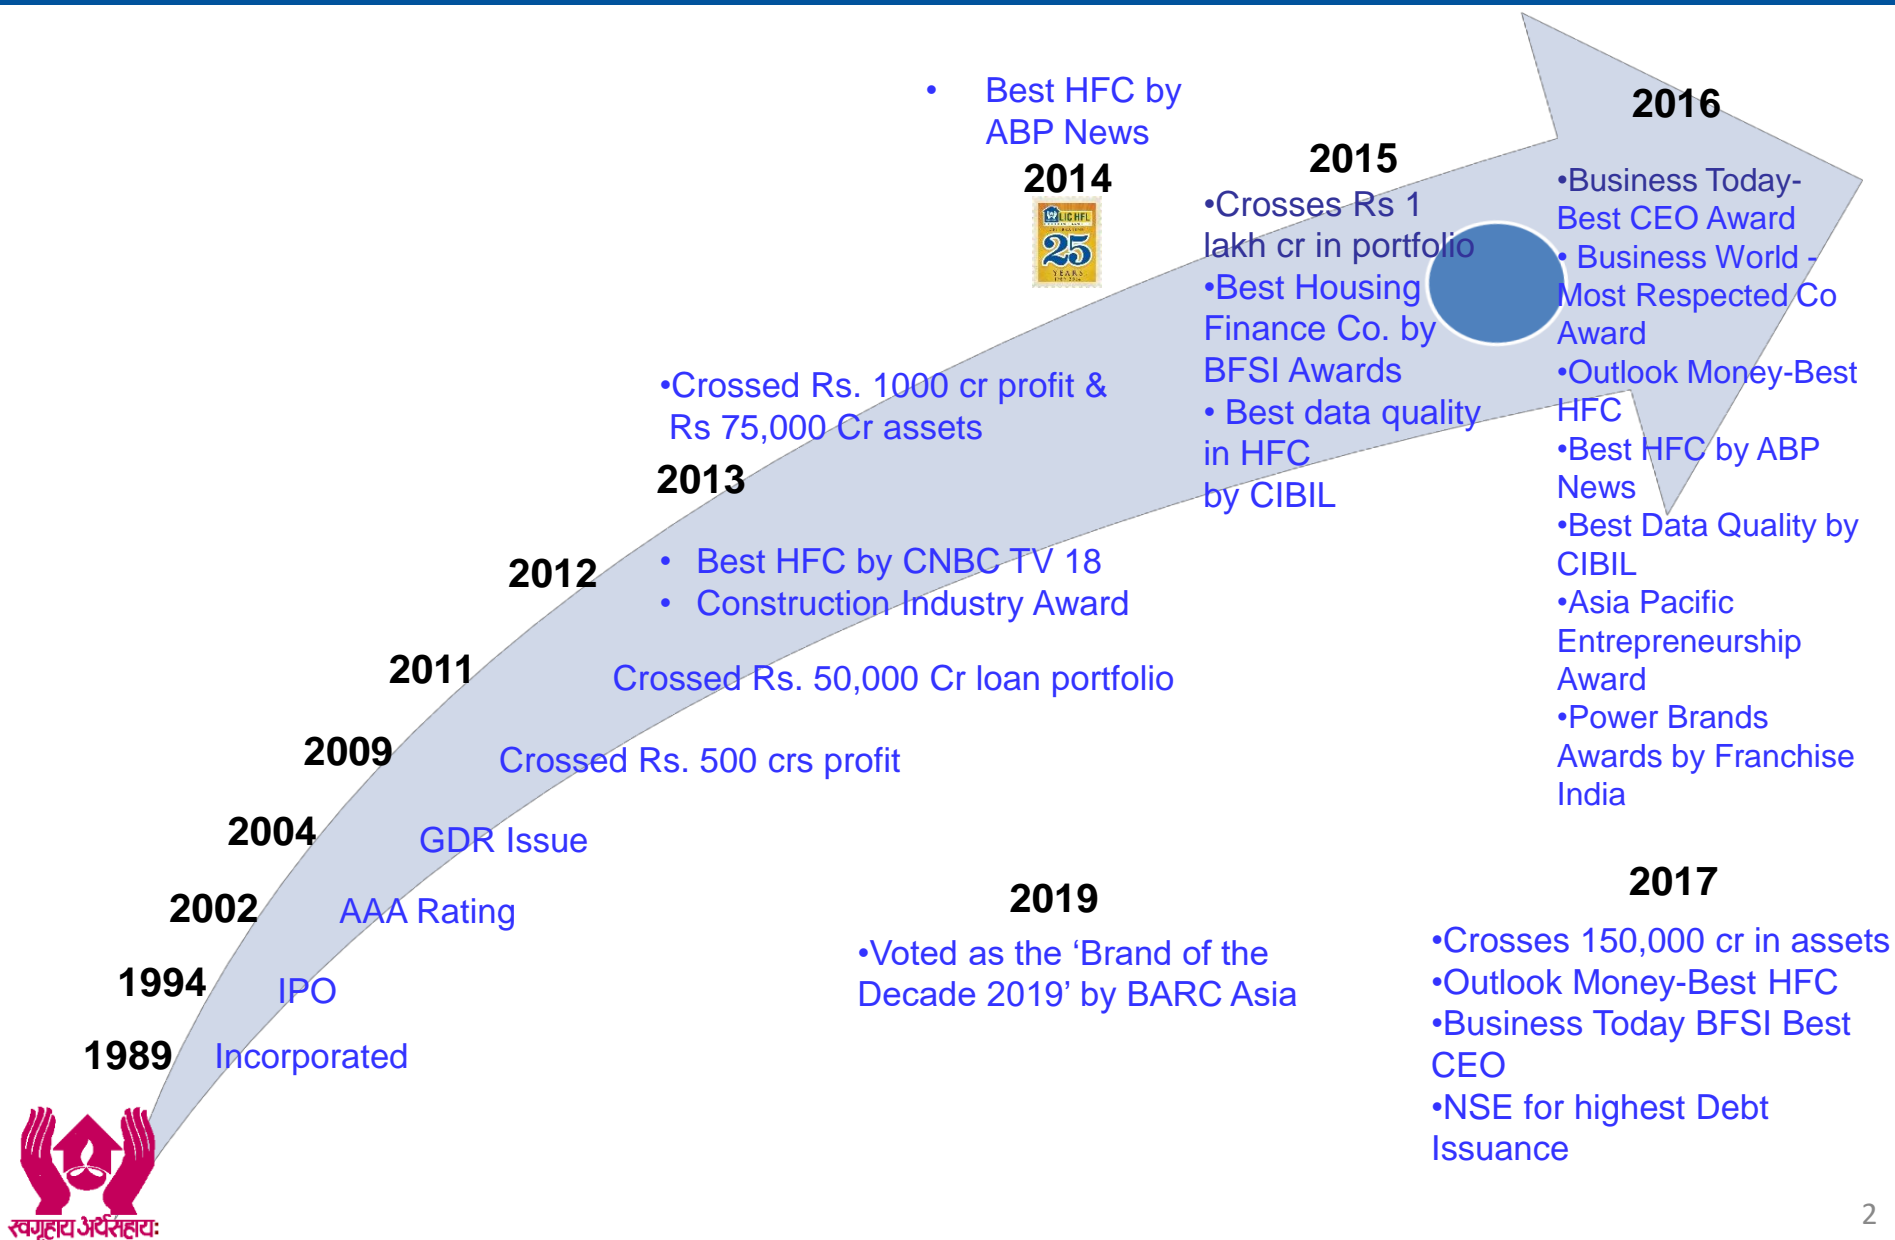 • Best HFC by
ABP News
2014
LIC HFL
25
YEARS
2015
•Crosses Rs 1
lakh cr in portfolio
•Best Housing
Finance Co. by
BFSI Awards
• Best data quality
in HFC
by CIBIL
2016
•Business Today-
Best CEO Award
• Business World -
Most Respected Co
Award
•Outlook Money-Best
HFC
•Best HFC by ABP
News
•Best Data Quality by
CIBIL
•Asia Pacific
Entrepreneurship
Award
•Power Brands
Awards by Franchise
India
•Crossed Rs. 1000 cr profit &
Rs 75,000 Cr assets
2013
2012
• Best HFC by CNBC TV 18
• Construction Industry Award
2011
Crossed Rs. 50,000 Cr loan portfolio
2009
Crossed Rs. 500 crs profit
2004
GDR Issue
2002
AAA Rating
1994
IPO
1989
Incorporated
2019
•Voted as the ‘Brand of the
Decade 2019’ by BARC Asia
2017
•Crosses 150,000 cr in assets
•Outlook Money-Best HFC
•Business Today BFSI Best
CEO
•NSE for highest Debt
Issuance
स्वगृहाय अर्थसहायः
2